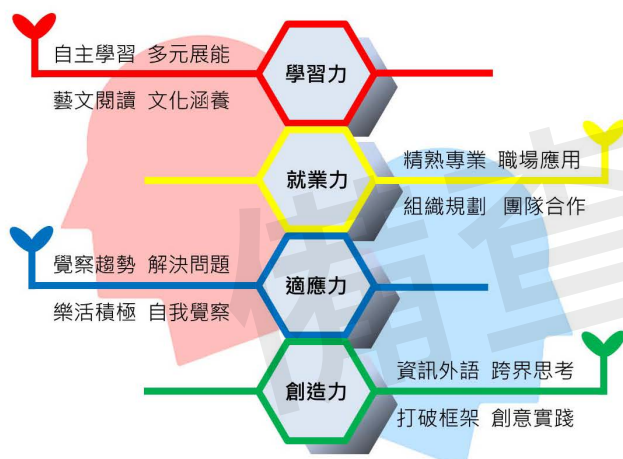 自主學習 多元展能
學習力
藝文閱讀 文化涵養
精熟專業 職場應用
就業力
組織規劃 團隊合作
覺察趨勢 解決問題
適應力
樂活積極 自我覺察
資訊外語 跨界思考
創造力
打破框架 創意實踐
備查